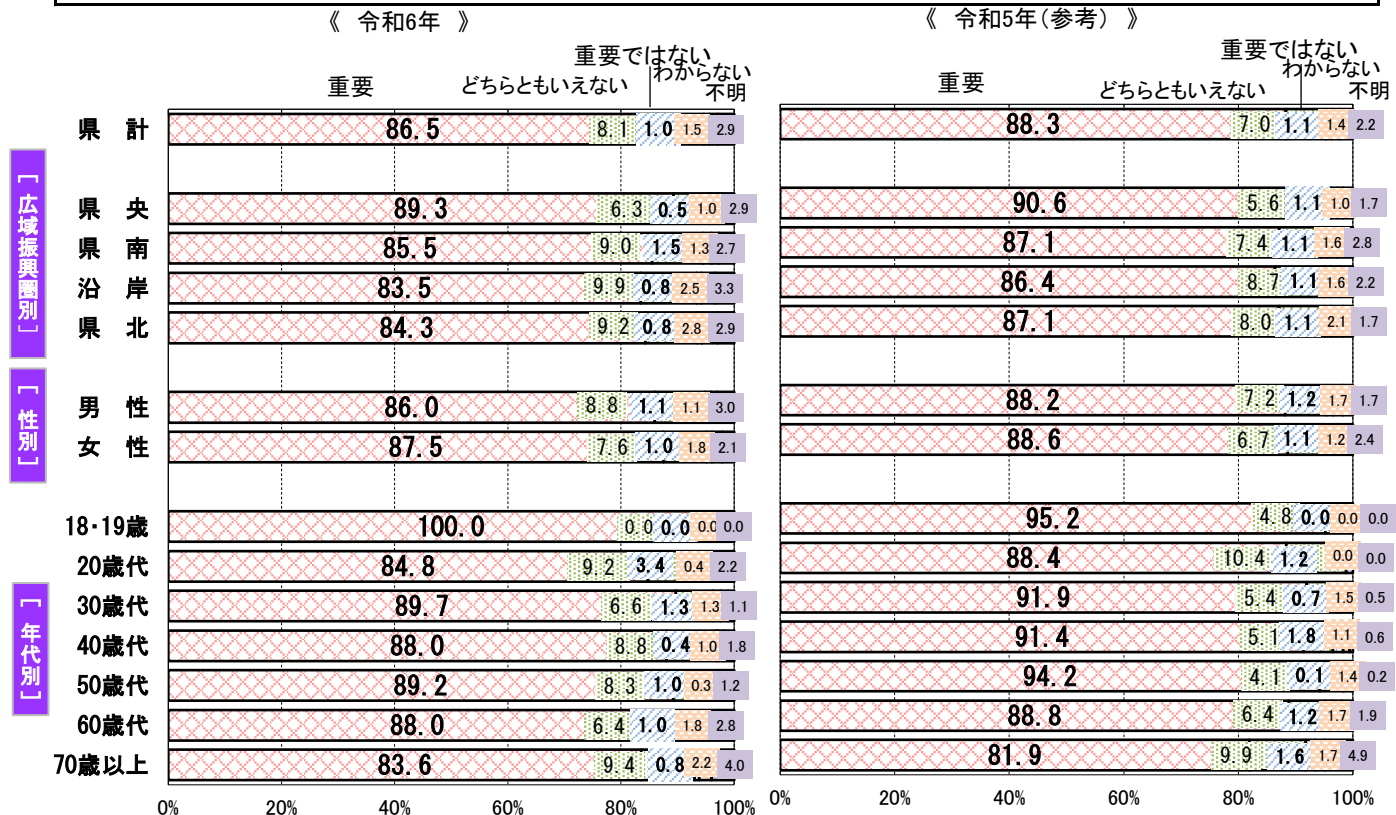 《 令和6年 》
《 令和5年(参考) 》
重要ではない
わからない
重要
どちらともいえない
不明
重要ではない
わからない
重要
どちらともいえない
不明
県 計 86.5 8.1 1.0 1.5 2.9 88.3 7.0 1.1 1.4 2.2
[広域振興圏別]
県 央 89.3 6.3 0.5 1.0 2.9 90.6 5.6 1.1 1.0 1.7
県 南 85.5 9.0 1.5 1.3 2.7 87.1 7.4 1.1 1.6 2.8
沿 岸 83.5 9.9 0.8 2.5 3.3 86.4 8.7 1.1 1.6 2.2
県 北 84.3 9.2 0.8 2.8 2.9 87.1 8.0 1.1 2.1 1.7
[性別]
男 性 86.0 8.8 1.1 1.1 3.0 88.2 7.2 1.2 1.7 1.7
女 性 87.5 7.6 1.0 1.8 2.1 88.6 6.7 1.1 1.2 2.4
[年代別]
18・19歳 100.0 0.0 0.0 0.0 0.0 95.2 4.8 0.0 0.0 0.0
20歳代 84.8 9.2 3.4 0.4 2.2 88.4 10.4 1.2 0.0 0.0
30歳代 89.7 6.6 1.3 1.3 1.1 91.9 5.4 0.7 1.5 0.5
40歳代 88.0 8.8 0.4 1.0 1.8 91.4 5.1 1.8 1.1 0.6
50歳代 89.2 8.3 1.0 0.3 1.2 94.2 4.1 0.1 1.4 0.2
60歳代 88.0 6.4 1.0 1.8 2.8 88.8 6.4 1.2 1.7 1.9
70歳以上 83.6 9.4 0.8 2.2 4.0 81.9 9.9 1.6 1.7 4.9
0% 20% 40% 60% 80% 100%
0% 20% 40% 60% 80% 100%